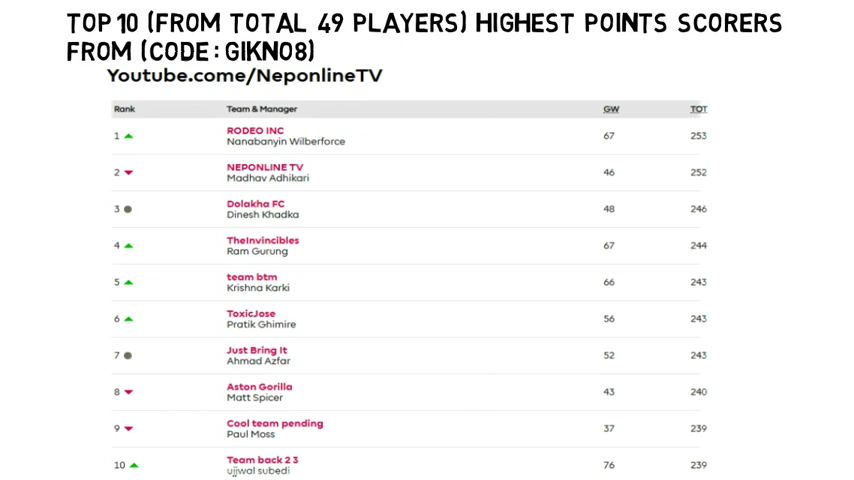 TOP 10 (FROM TOTAL 49 PLAYERS) HIGHEST POINTS SCORERS
FROM (CODE: GIKN08)
Youtube.come/NeponlineTV
Rank Team & Manager GW TOT
1 RODEO INC 67 253
Nanabanyin Wilberforce
2 NEPONLINE TV 46 252
Madhav Adhikari
3 Dolakha FC 48 246
Dinesh Khadka
4 TheInvincibles 67 244
Ram Gurung
5 team btm 66 243
Krishna Karki
6 ToxicJose 56 243
Pratik Ghimire
7 Just Bring It 52 243
Ahmad Azfar
8 Aston Gorilla 43 240
Matt Spicer
9 Cool team pending 37 239
Paul Moss
10 Team back 2 3 76 239
ujjwal subedi